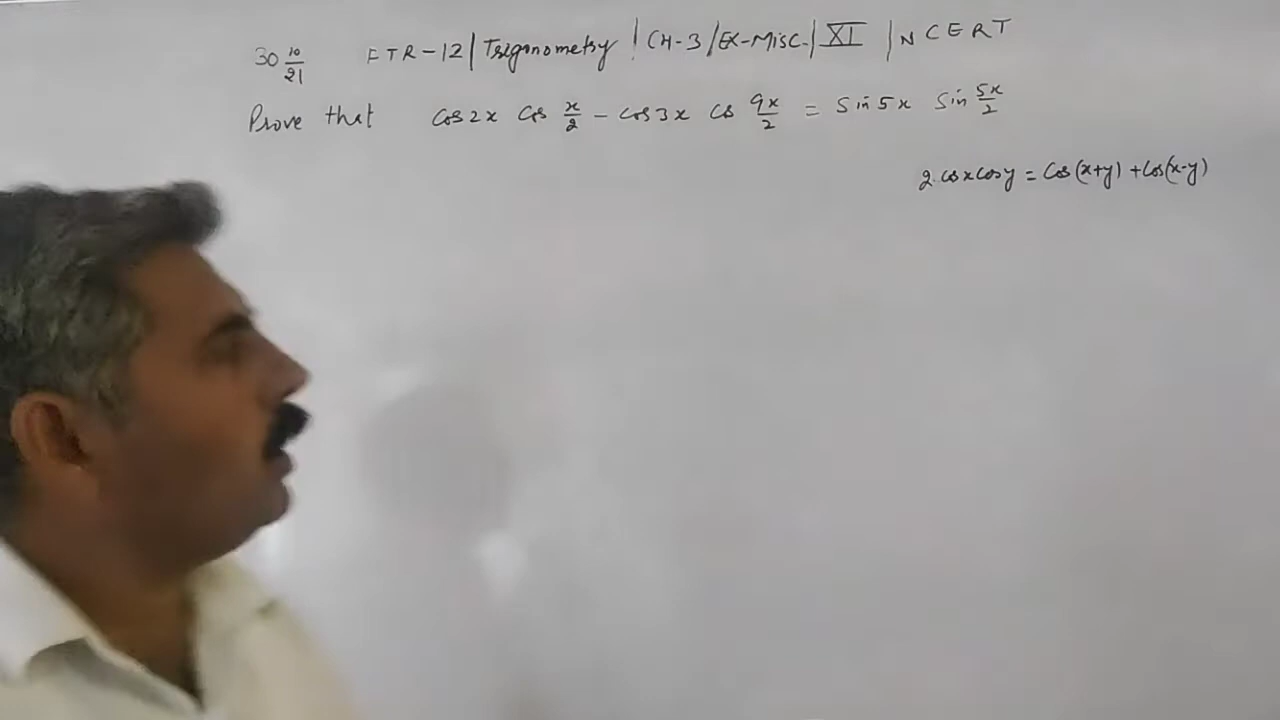 30 10/21 ETR-12 | Trigonometry | CH-3 / EX-Misc. | XI | NCERT
Prove that cos2x cos x/2 - cos3x cos 9x/2 = sin5x sin 5x/2
2 cosx cosy = cos(x+y) + cos(x-y)